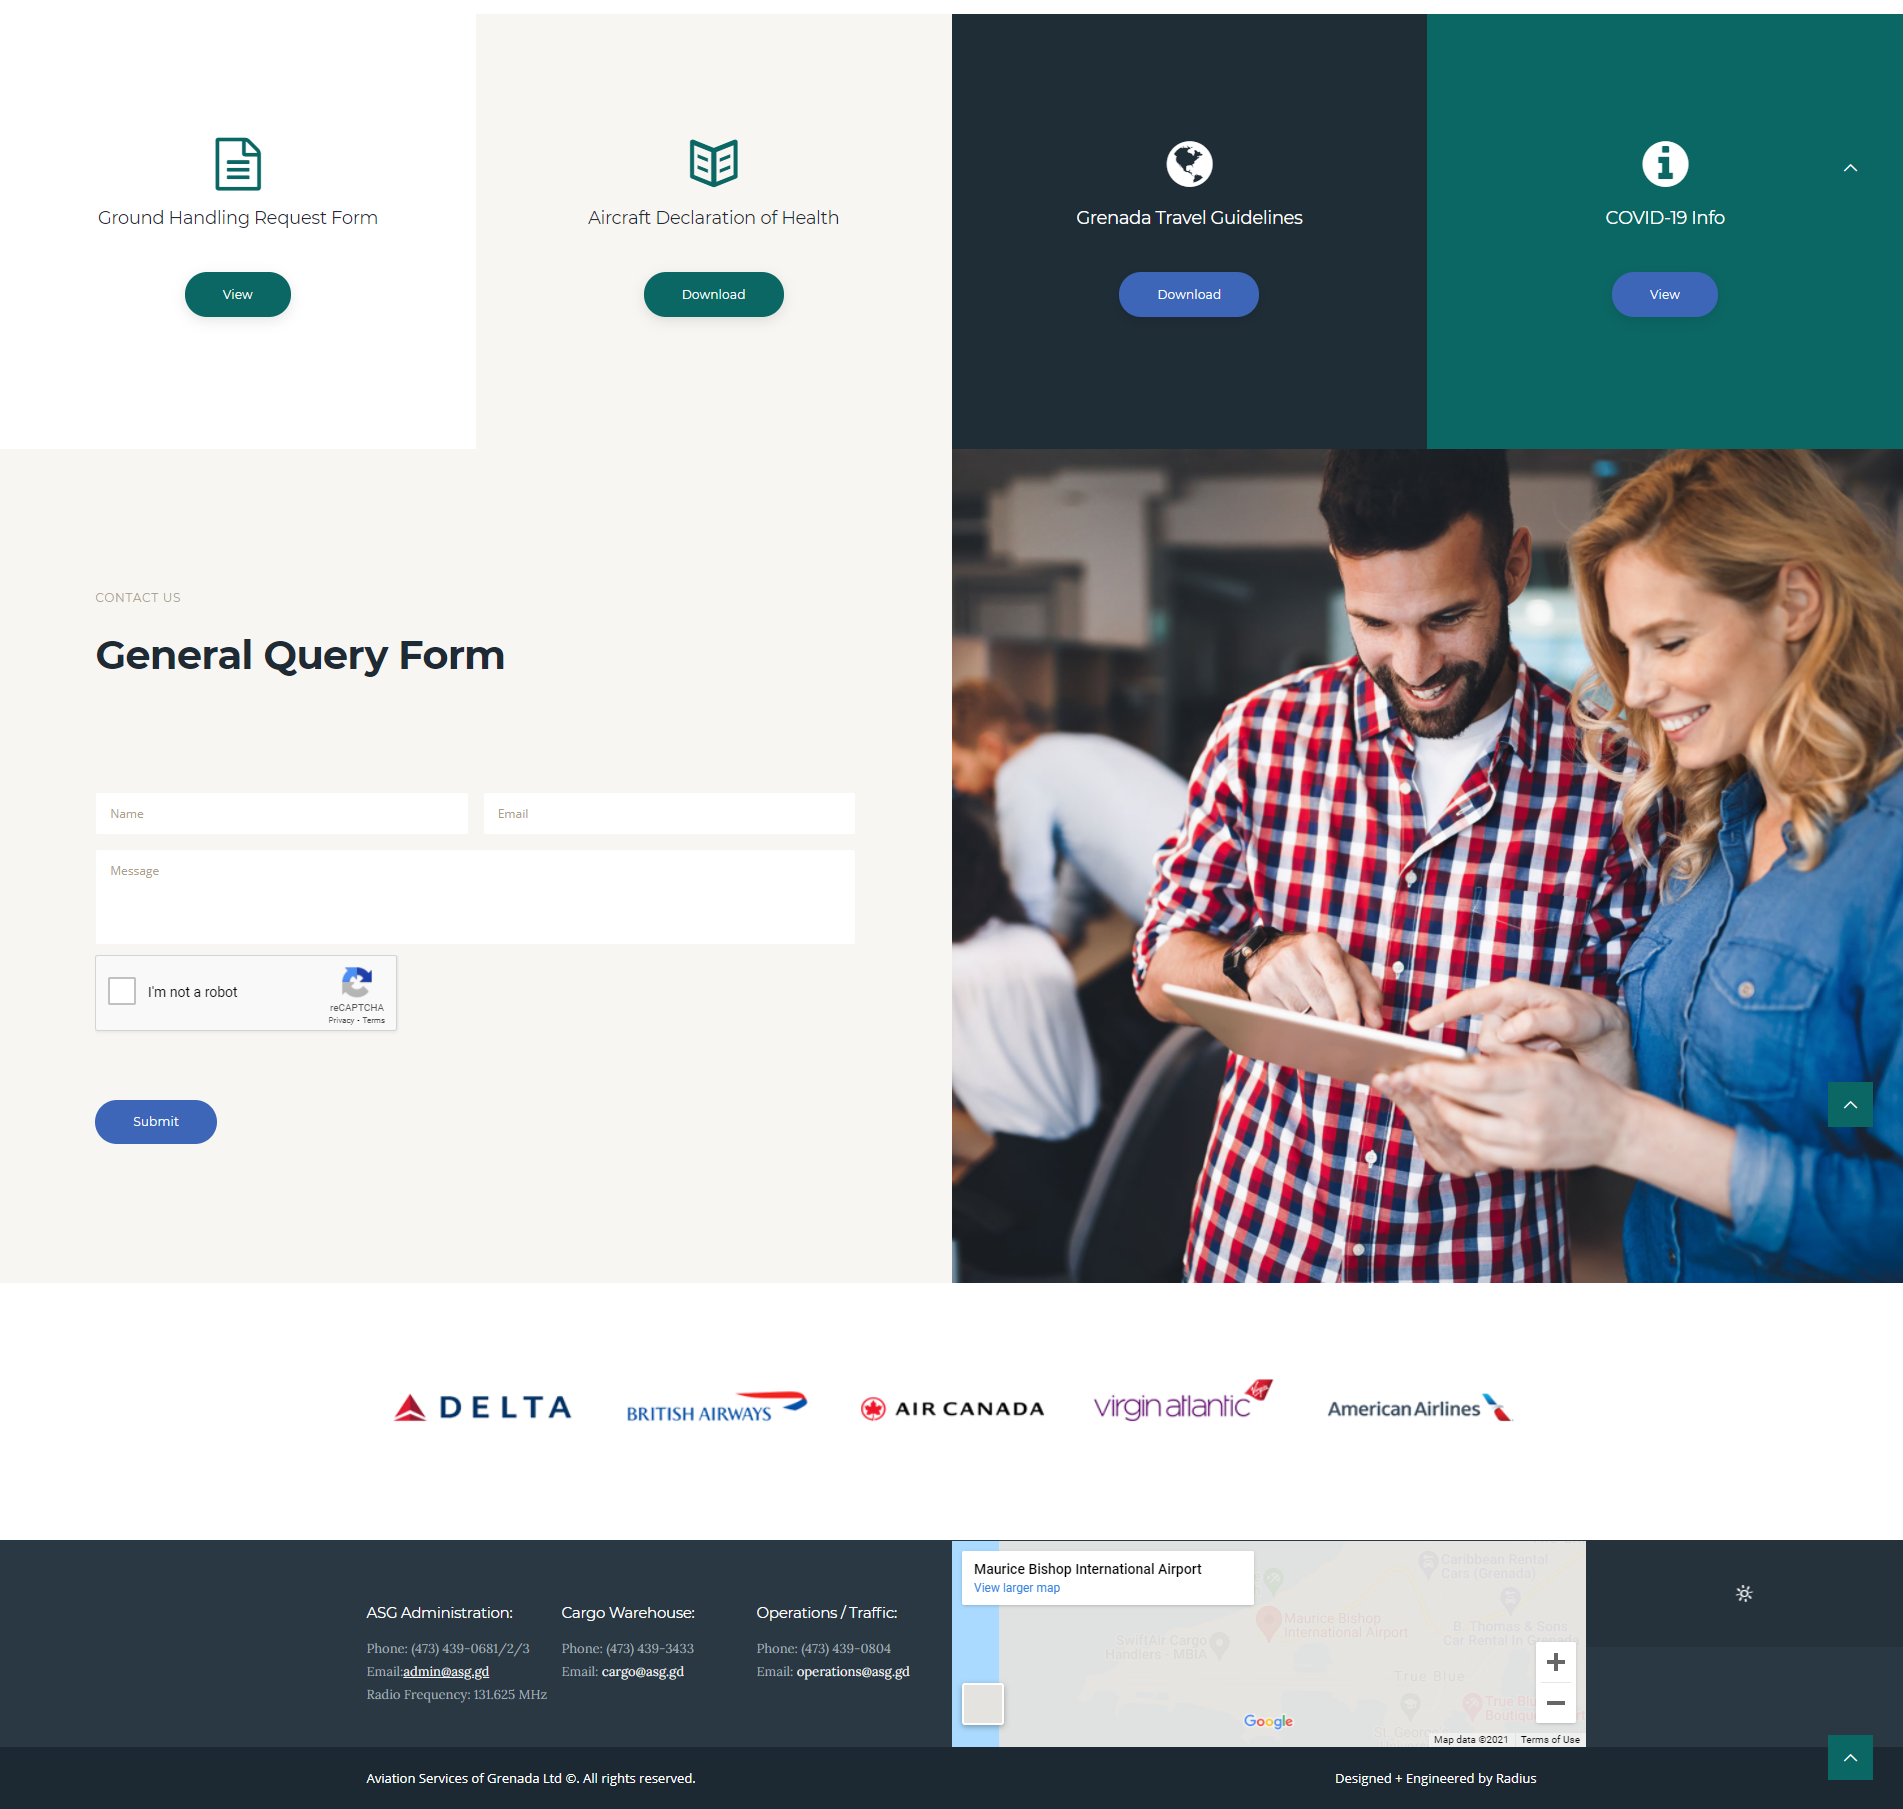 Ground Handling Request Form
View
Aircraft Declaration of Health
Download
Grenada Travel Guidelines
Download
COVID-19 Info
View
CONTACT US
General Query Form
Name
Email
Message
I'm not a robot
reCAPTCHA
Privacy - Terms
Submit
DELTA
BRITISH AIRWAYS
AIR CANADA
virgin atlantic
American Airlines
ASG Administration:
Phone: (473) 439-0681/2/3
Email:admin@asg.gd
Radio Frequency: 131.625 MHz
Cargo Warehouse:
Phone: (473) 439-3433
Email: cargo@asg.gd
Operations / Traffic:
Phone: (473) 439-0804
Email: operations@asg.gd
Maurice Bishop International Airport
View larger map
Caribbean Rental
Cars (Grenada)
Maurice Bishop
International Airport
B. Thomas & Sons
Car Rental in Grenada
SwiftAir Cargo
Handlers - MBIA
True Blue
True Blu
Boutiqu
St. Georg
Google
Map data ©2021
Terms of Use
Aviation Services of Grenada Ltd ©. All rights reserved.
Designed + Engineered by Radius